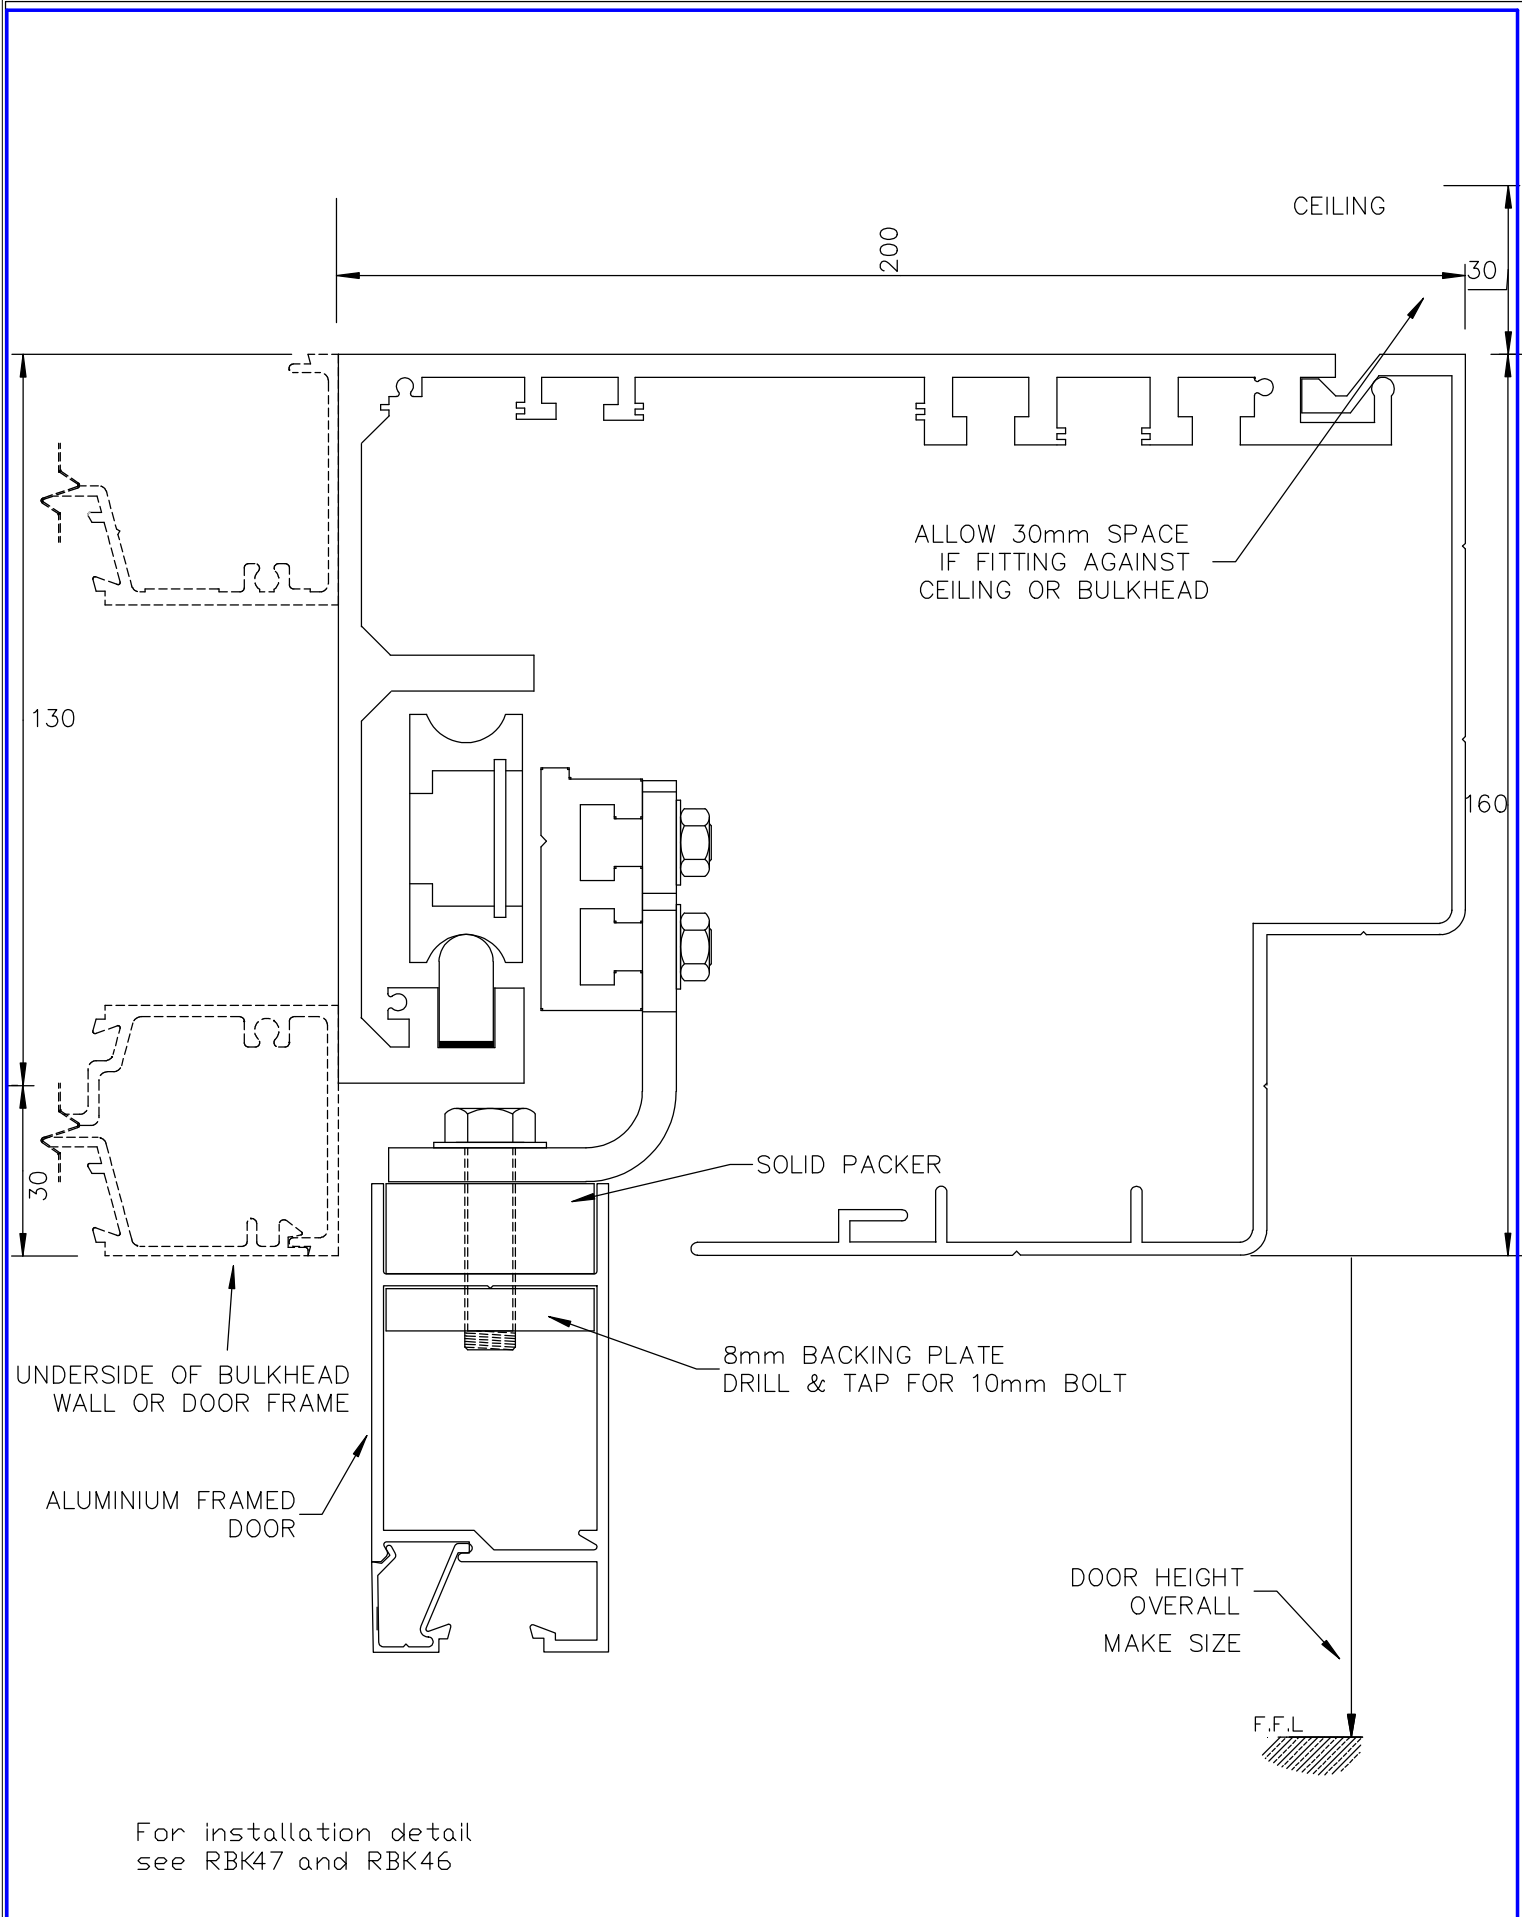 CEILING
200
30
ALLOW 30mm SPACE
IF FITTING AGAINST
CEILING OR BULKHEAD
130
160
SOLID PACKER
30
8mm BACKING PLATE
DRILL & TAP FOR 10mm BOLT
UNDERSIDE OF BULKHEAD
WALL OR DOOR FRAME
ALUMINIUM FRAMED
DOOR
DOOR HEIGHT
OVERALL
MAKE SIZE
F.F.L
For installation detail
see RBK47 and RBK46